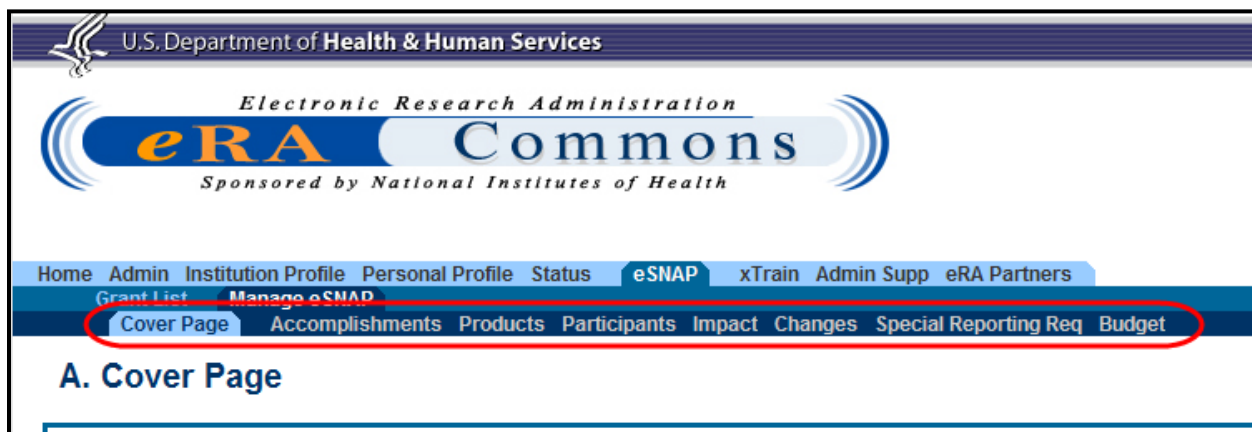 U.S. Department of Health & Human Services
Electronic Research Administration
eRA Commons
Sponsored by National Institutes of Health
Home Admin Institution Profile Personal Profile Status eSNAP xTrain Admin Supp eRA Partners
Grant List Manage eSNAP
Cover Page Accomplishments Products Participants Impact Changes Special Reporting Req Budget
A. Cover Page